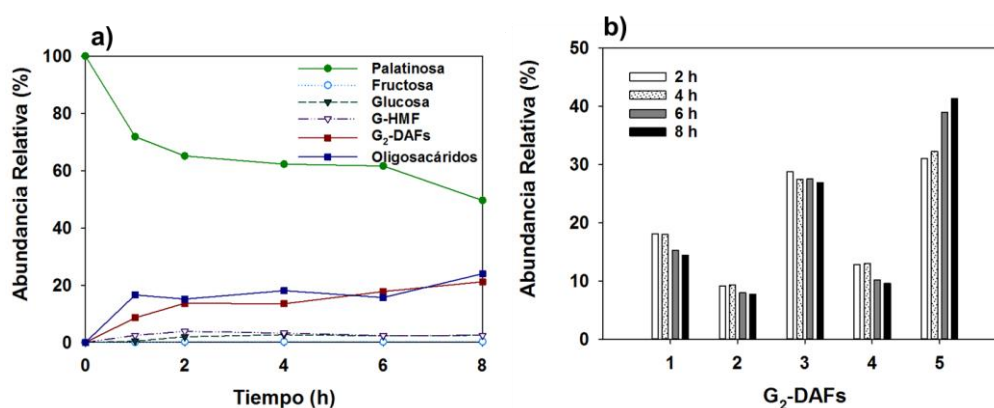 a)
Abundancia Relativa (%)
100
80
60
40
20
0
Palatinosa
Fructosa
Glucosa
G-HMF
G₂-DAFs
Oligosacáridos
0 2 4 6 8
Tiempo (h)
b)
Abundancia Relativa (%)
50
40
30
20
10
0
2 h
4 h
6 h
8 h
1 2 3 4 5
G₂-DAFs